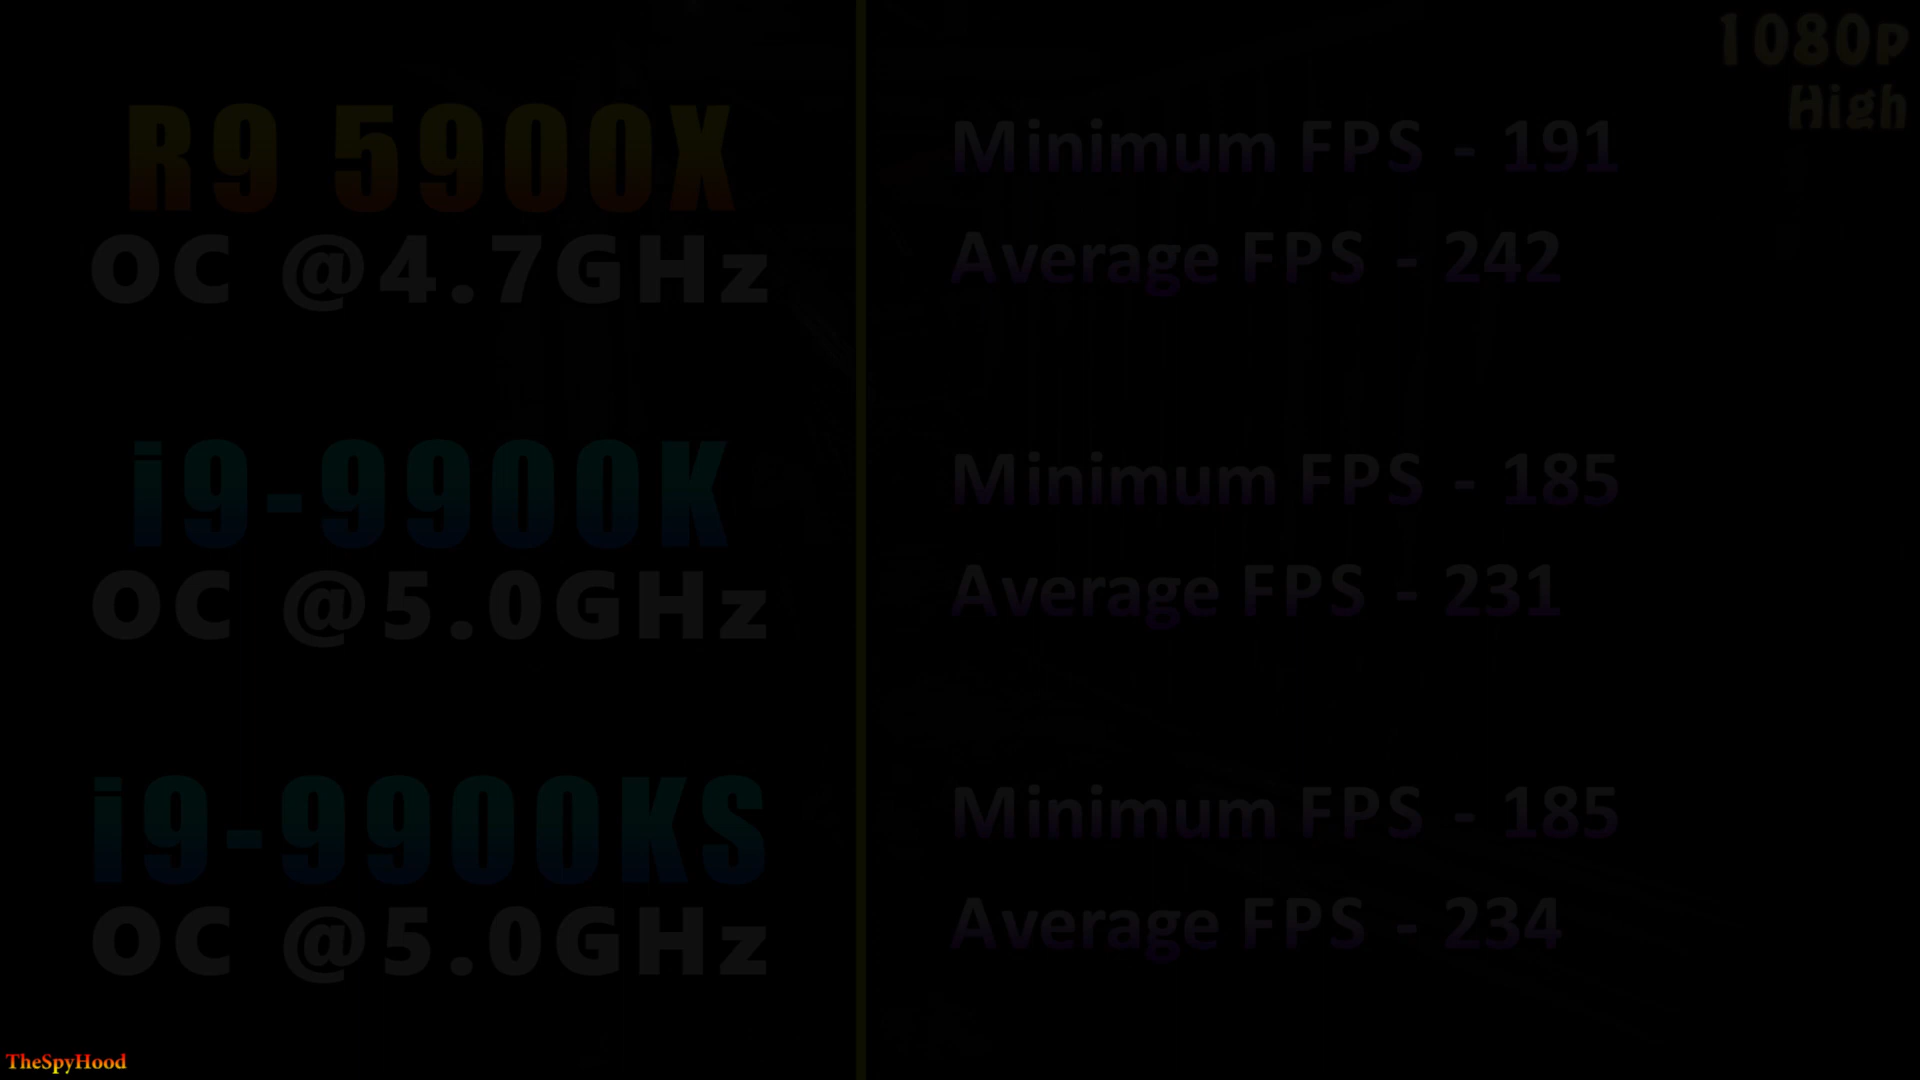 1080p
High
R9 5900X
OC @4.7GHz
Minimum FPS - 191
Average FPS - 242
i9-9900K
OC @5.0GHz
Minimum FPS - 185
Average FPS - 231
i9-9900KS
OC @5.0GHz
Minimum FPS - 185
Average FPS - 234
TheSpyHood